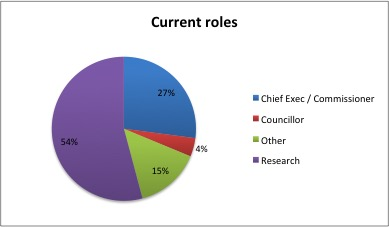 Current roles
27%
4%
15%
54%
Chief Exec / Commissioner
Councillor
Other
Research